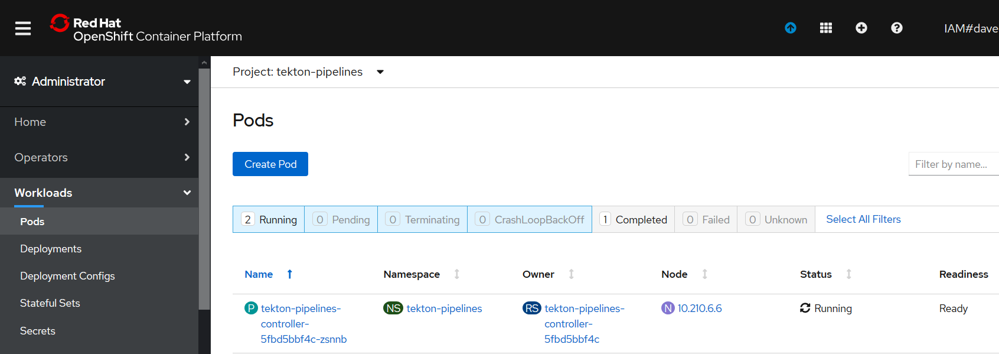 Red Hat
OpenShift Container Platform
IAM#dave
Administrator
Home
Operators
Workloads
Pods
Deployments
Deployment Configs
Stateful Sets
Secrets
Project: tekton-pipelines
Pods
Create Pod
Filter by name...
2 Running 0 Pending 0 Terminating 0 CrashLoopBackOff 1 Completed 0 Failed 0 Unknown Select All Filters
Name Namespace Owner Node Status Readiness
P tekton-pipelines- NS tekton-pipelines RS tekton-pipelines- N 10.210.6.6 Running Ready
controller- controller-
5fbd5bbf4c-zsnnb 5fbd5bbf4c